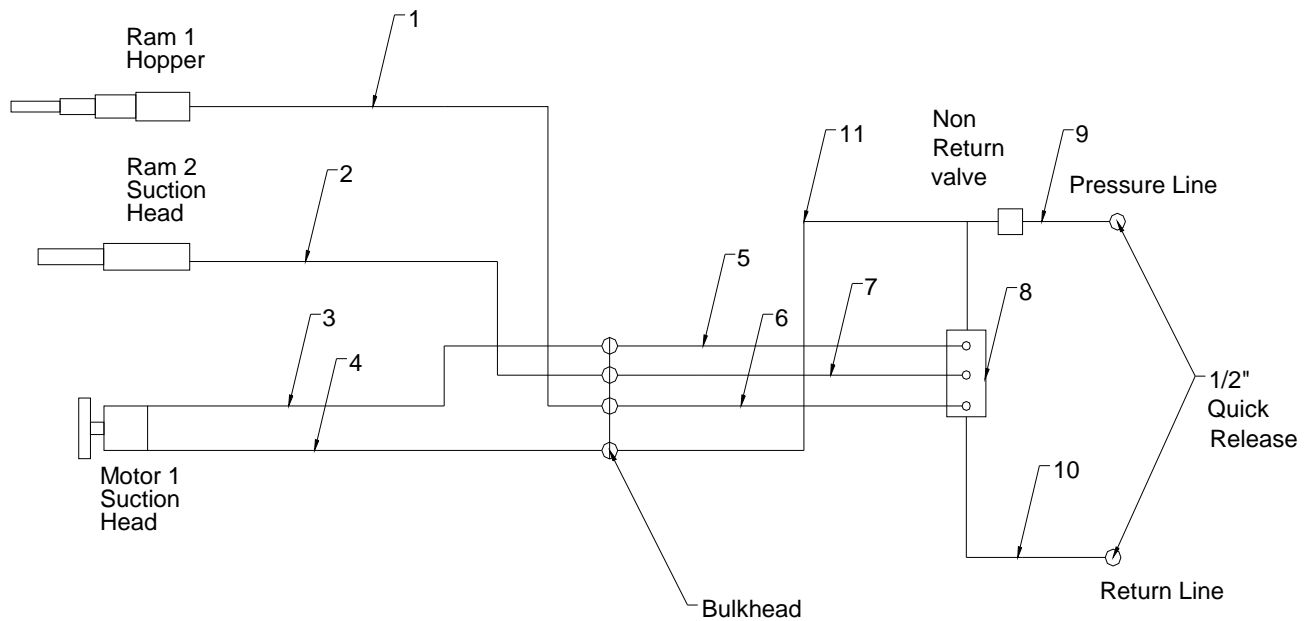 1
Ram 1
Hopper
Ram 2
Suction
Head
2
3
4
Motor 1
Suction
Head
5
6
7
11
Non
Return
valve
9
Pressure Line
8
1/2"
Quick
Release
10
Return Line
Bulkhead